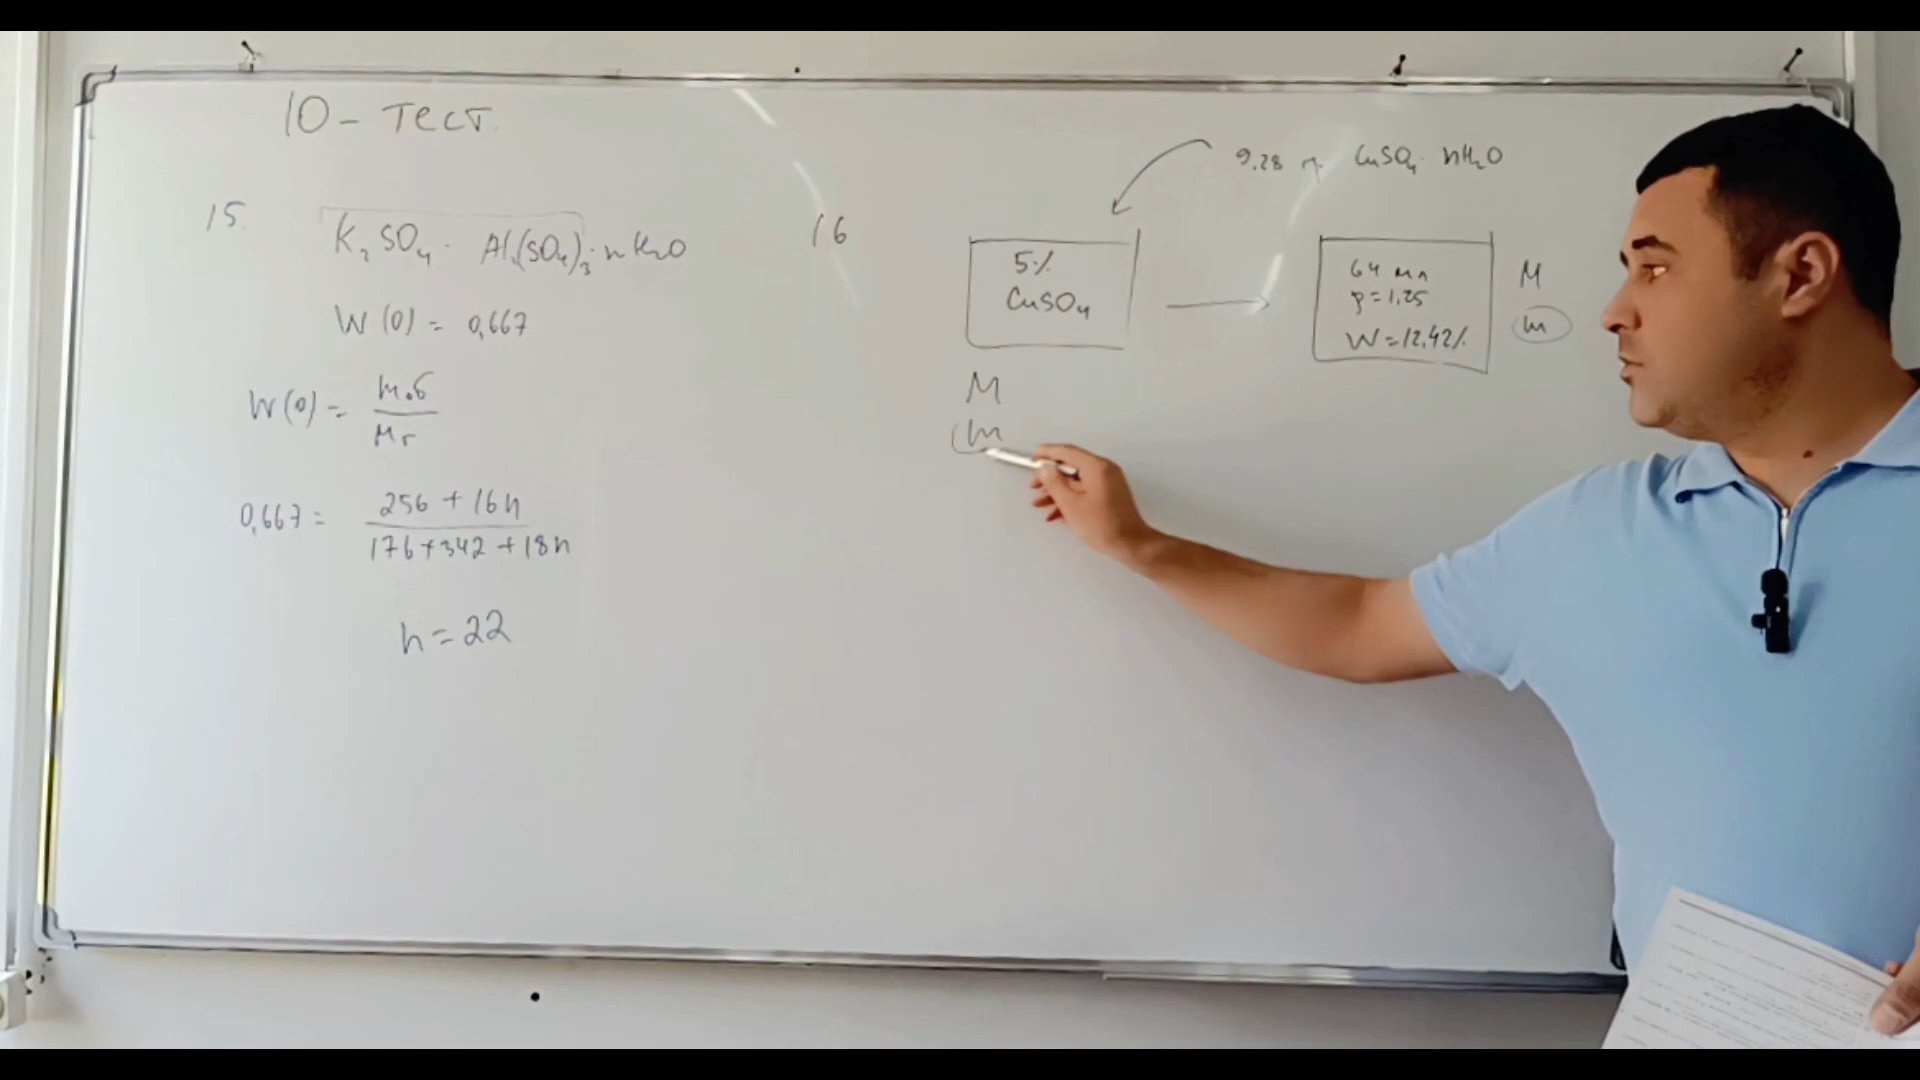 10 - тест.
15. K₂SO₄ · Al₂(SO₄)₃ · nH₂O
W(O) = 0,667
W(O) = m.б / Mr
0,667 = 256 + 16n / 176 + 342 + 18n
n = 22
16
9.28 г CuSO₄ · nH₂O
5% CuSO₄
M
m
64 мл
ρ = 1,25
W = 12,42%
M
m